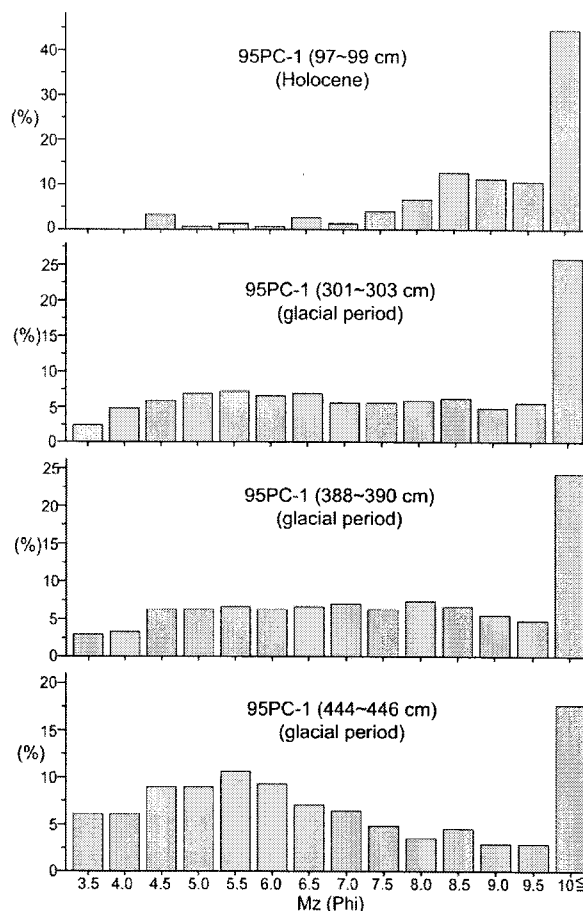 95PC-1 (97~99 cm)
(Holocene)
(%)
40
30
20
10
0
95PC-1 (301~303 cm)
(glacial period)
(%)
25
20
15
10
5
0
95PC-1 (388~390 cm)
(glacial period)
(%)
25
20
15
10
5
0
95PC-1 (444~446 cm)
(glacial period)
(%)
20
15
10
5
0
3.5 4.0 4.5 5.0 5.5 6.0 6.5 7.0 7.5 8.0 8.5 9.0 9.5 10≦
Mz (Phi)